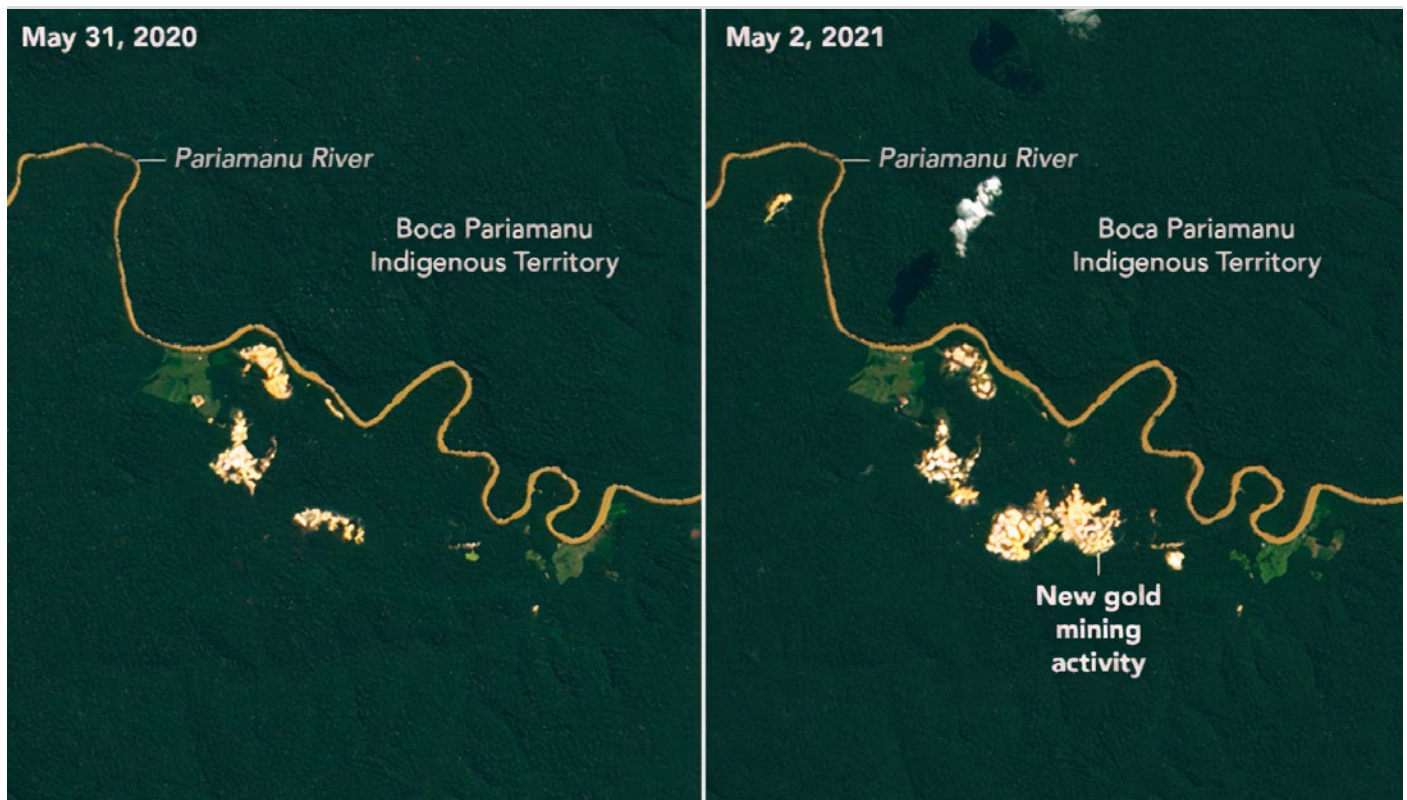 May 31, 2020
Pariamanu River
Boca Pariamanu
Indigenous Territory
May 2, 2021
Pariamanu River
Boca Pariamanu
Indigenous Territory
New gold
mining
activity